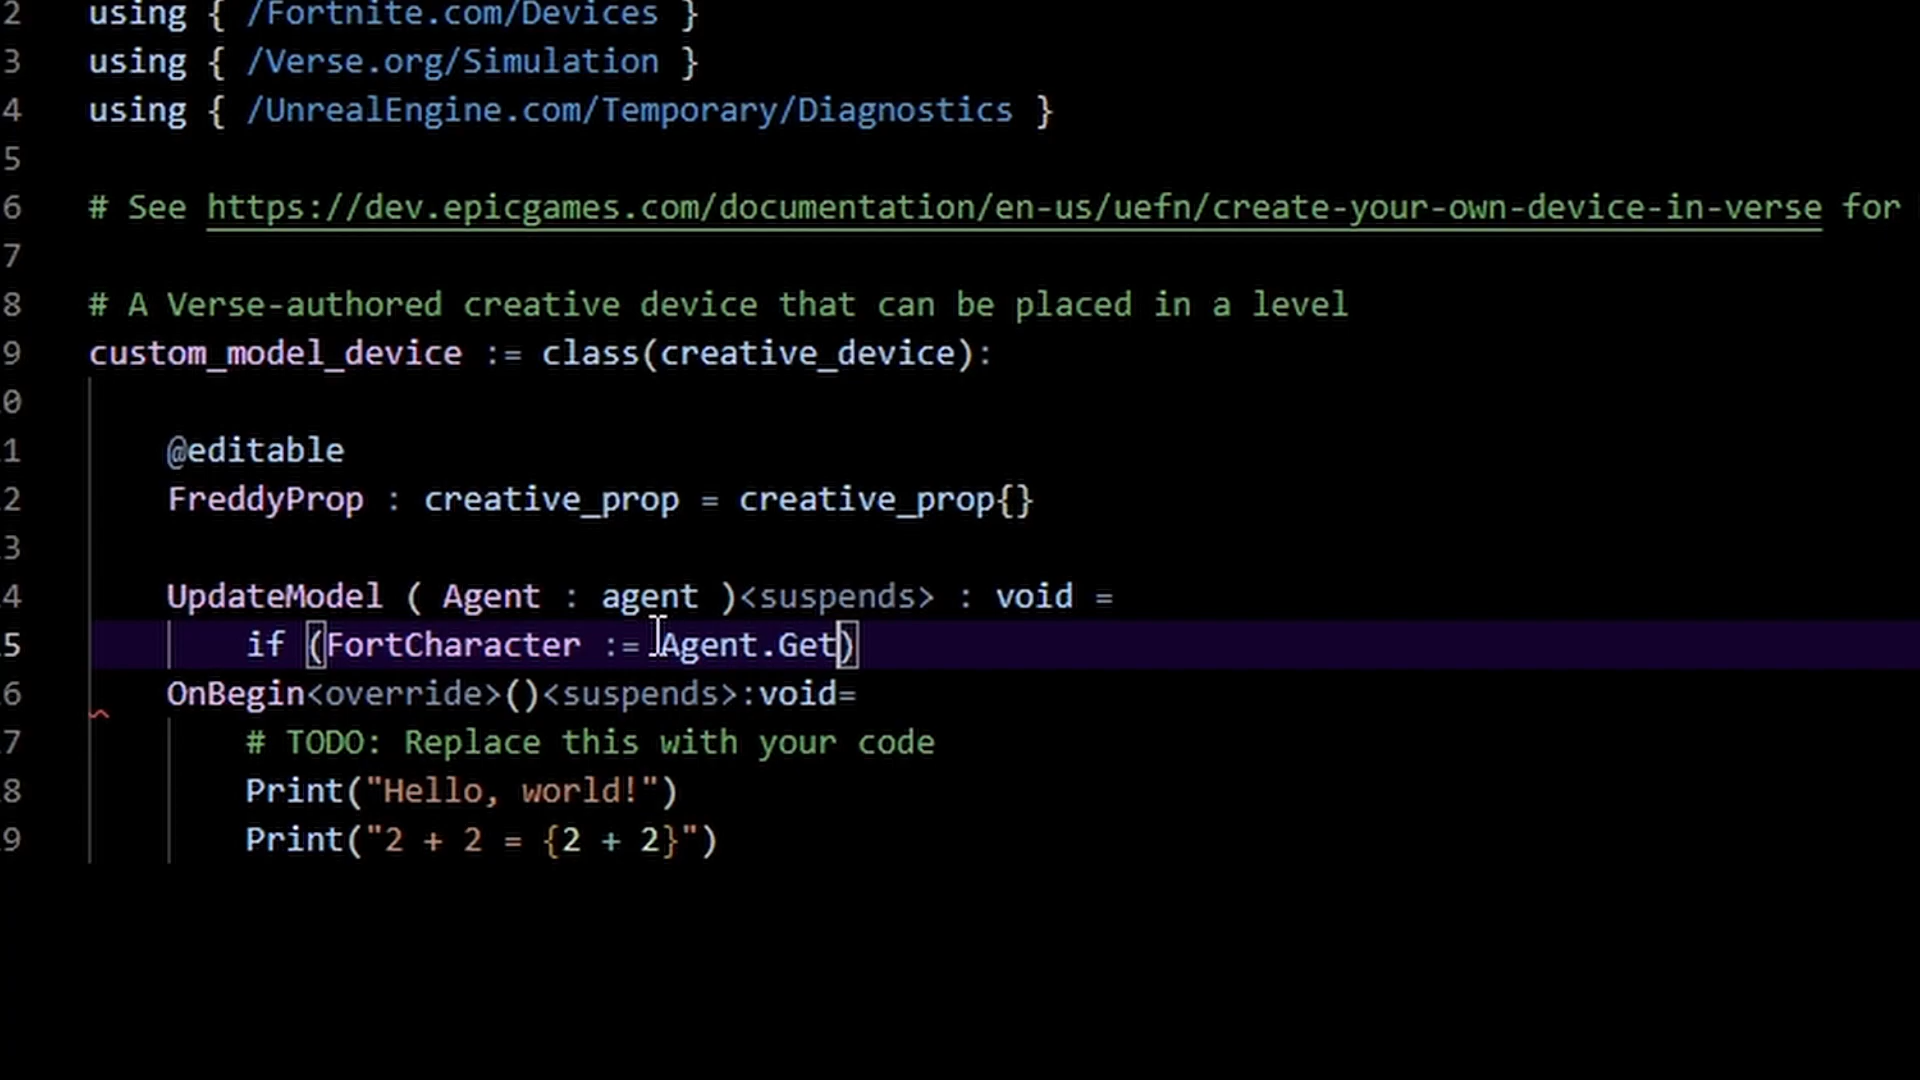 2 using { /Fortnite.com/Devices }
3 using { /Verse.org/Simulation }
4 using { /UnrealEngine.com/Temporary/Diagnostics }
5
6 # See https://dev.epicgames.com/documentation/en-us/uefn/create-your-own-device-in-verse for
7
8 # A Verse-authored creative device that can be placed in a level
9 custom_model_device := class(creative_device):
0
1 @editable
2 FreddyProp : creative_prop = creative_prop{}
3
4 UpdateModel ( Agent : agent )<suspends> : void =
5 if (FortCharacter := Agent.Get)
6 OnBegin<override>()<suspends>:void=
7 # TODO: Replace this with your code
8 Print("Hello, world!")
9 Print("2 + 2 = {2 + 2}")